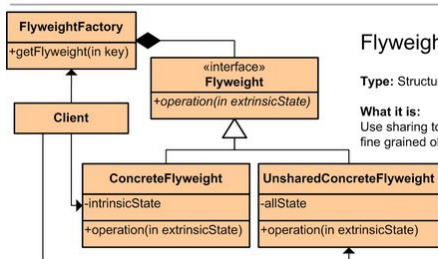 FlyweightFactory
+getFlyweight(in key)
Client
«interface»
Flyweight
+operation(in extrinsicState)
ConcreteFlyweight
-intrinsicState
+operation(in extrinsicState)
UnsharedConcreteFlyweight
-allState
+operation(in extrinsicState)
Flyweigh
Type: Structu
What it is:
Use sharing to
fine grained o